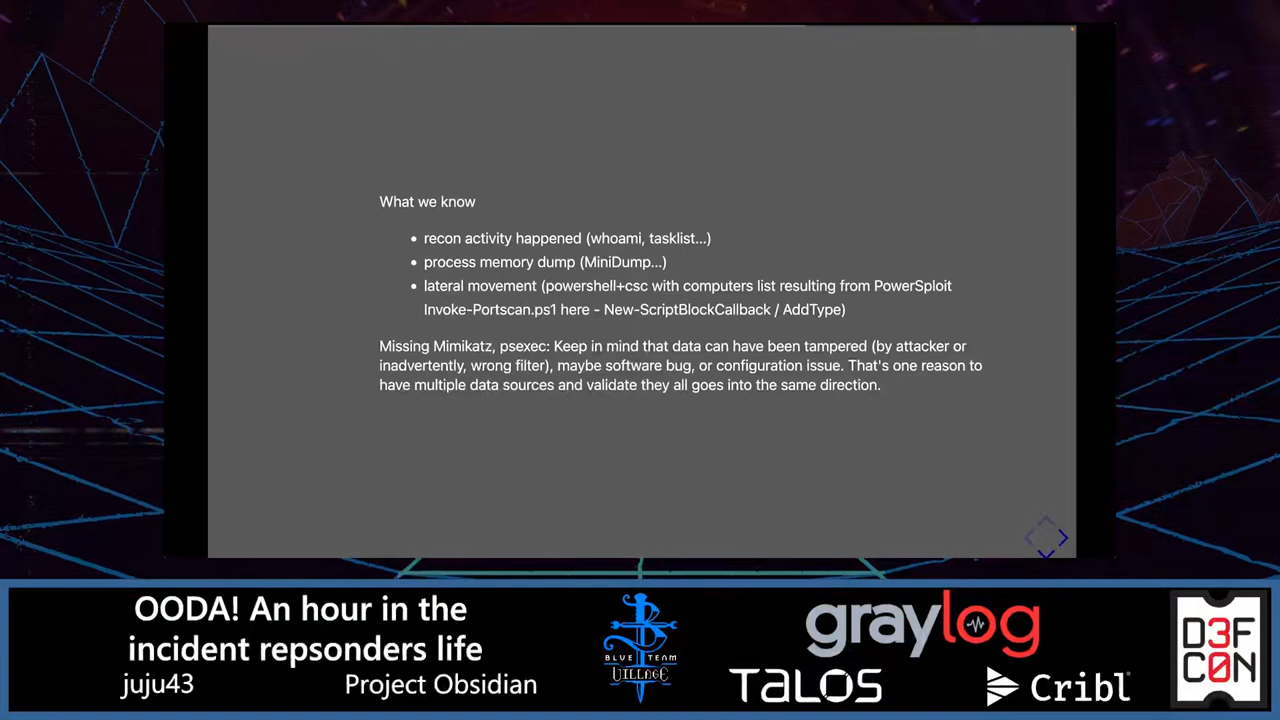 What we know
• recon activity happened (whoami, tasklist...)
• process memory dump (MiniDump...)
• lateral movement (powershell+csc with computers list resulting from PowerSploit
Invoke-Portscan.ps1 here - New-ScriptBlockCallback / AddType)
Missing Mimikatz, psexec: Keep in mind that data can have been tampered (by attacker or
inadvertently, wrong filter), maybe software bug, or configuration issue. That's one reason to
have multiple data sources and validate they all goes into the same direction.
OODA! An hour in the
incident repsonders life
juju43
Project Obsidian
BLUE TEAM
VILLAGE
graylog
TALOS
Cribl
D3F
C0N